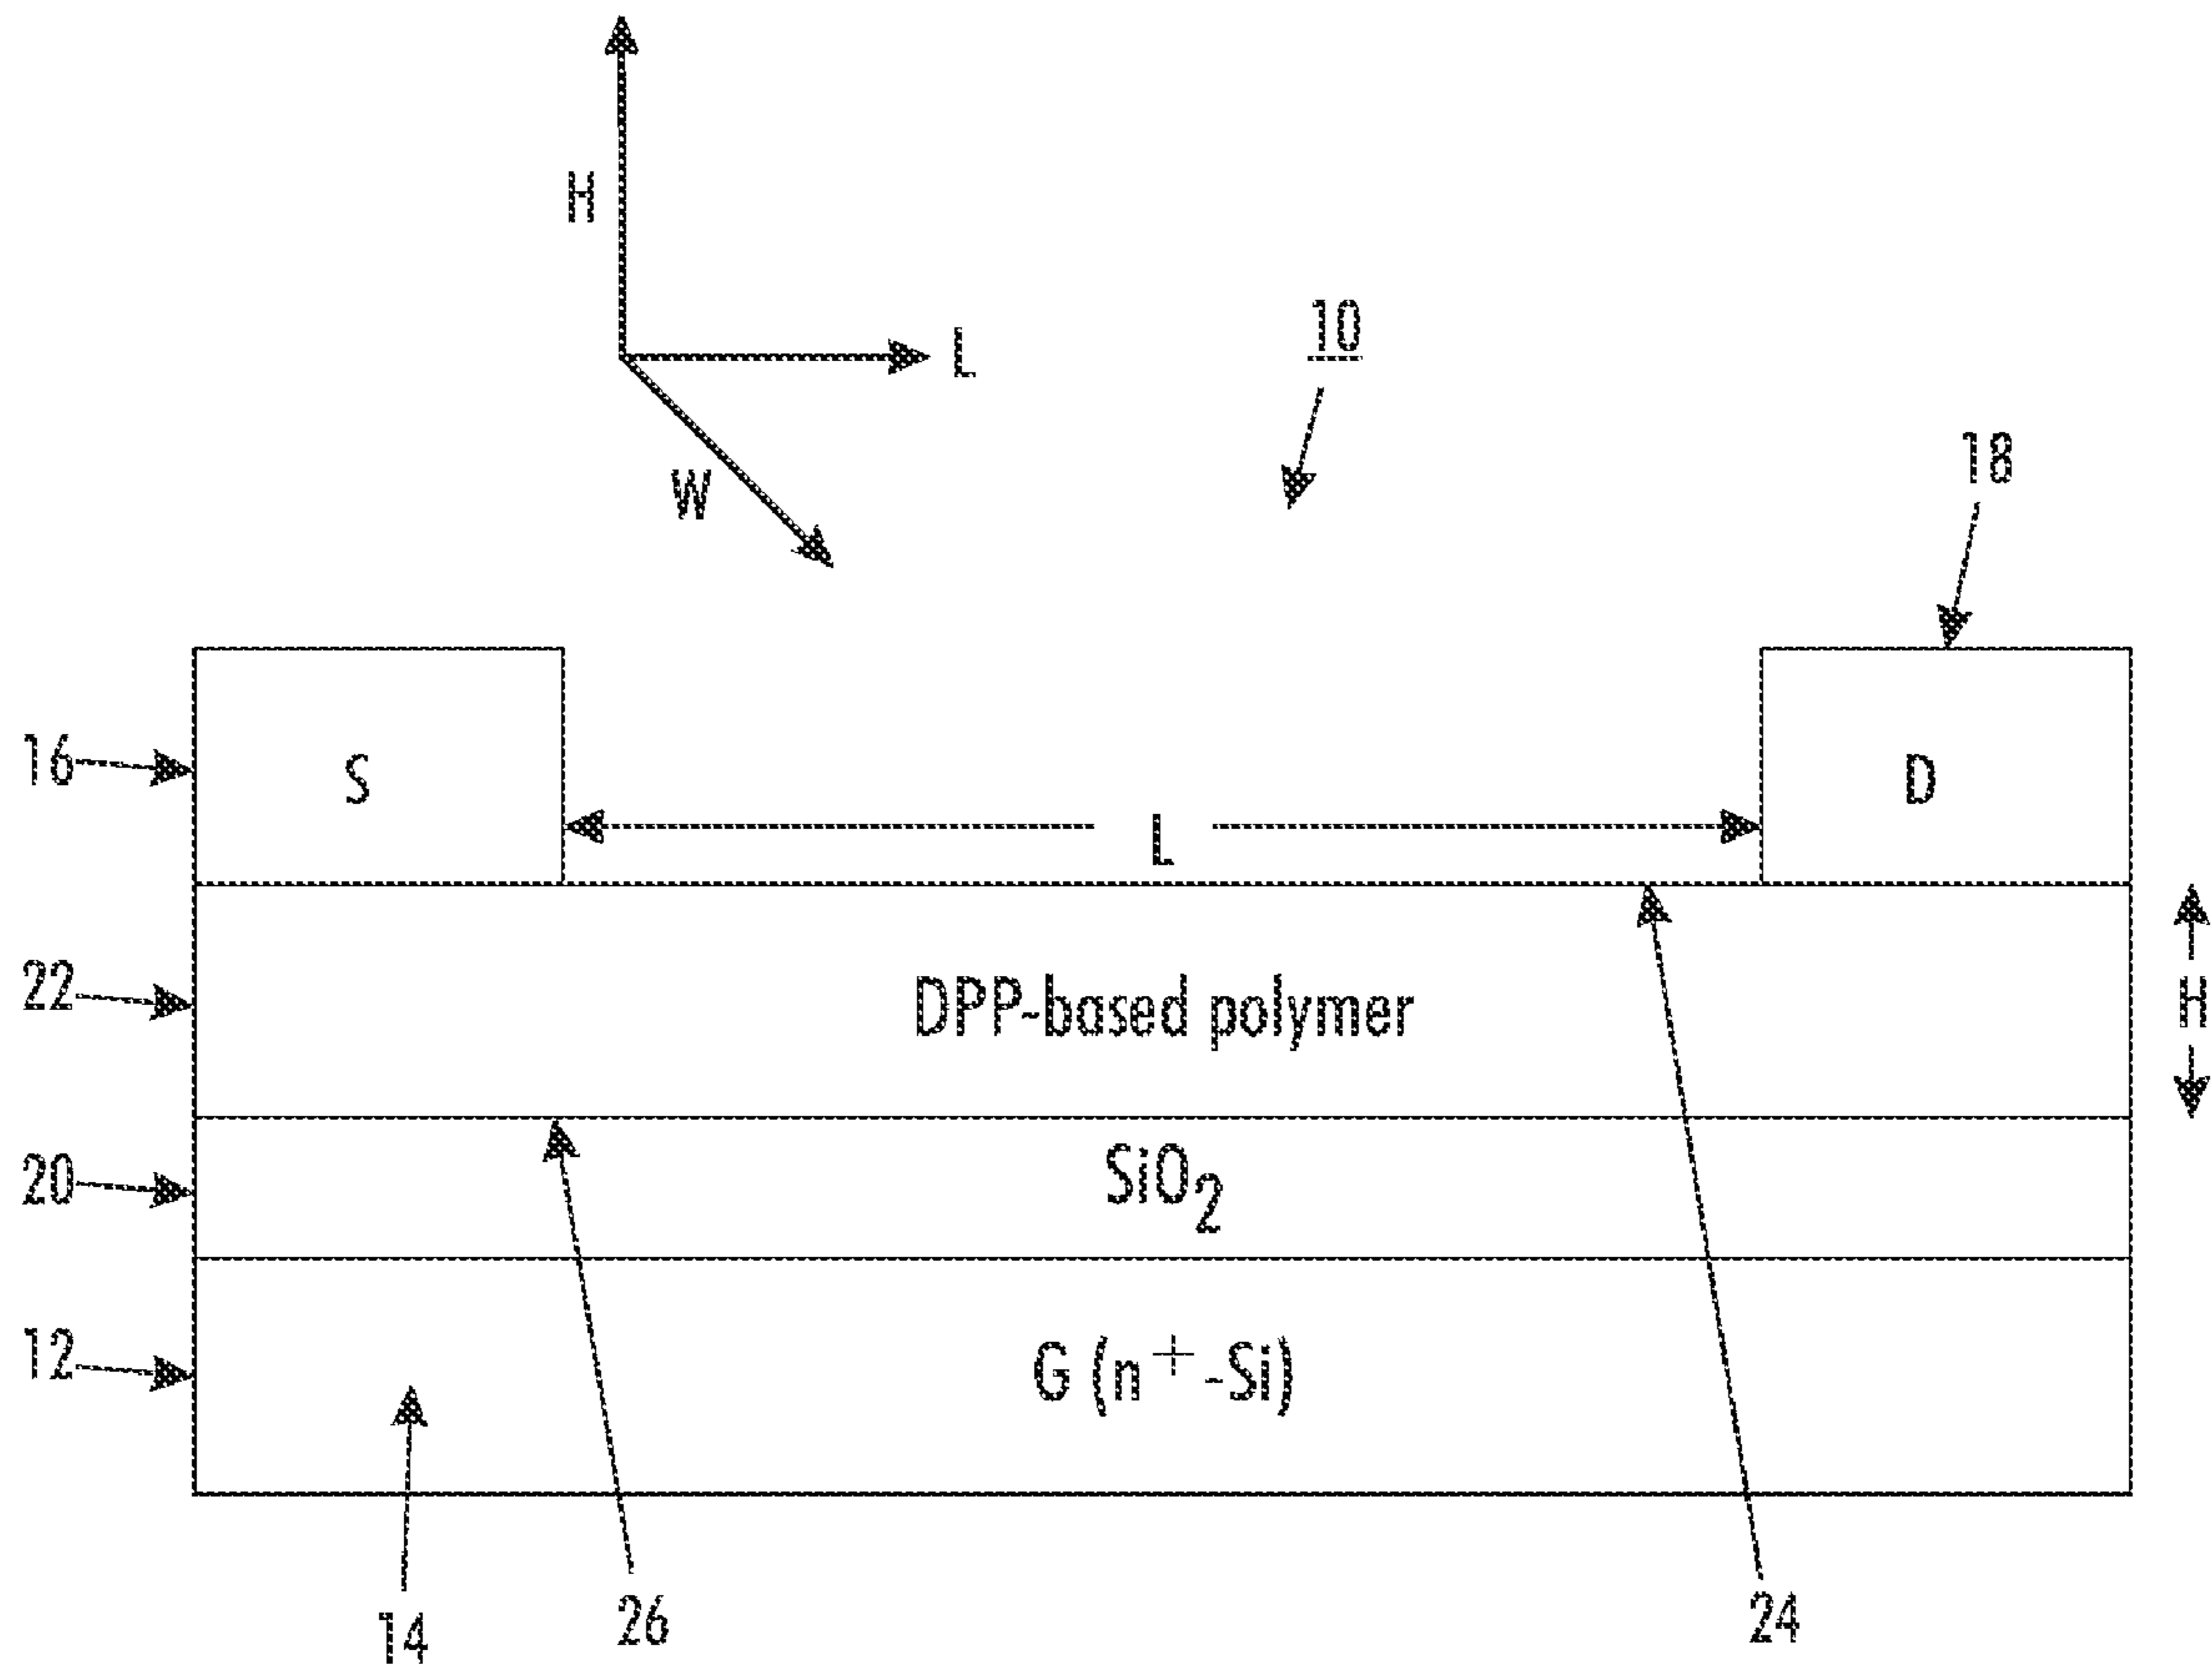 H
L
10
W
18
16
S
D
L
22
DPP-based polymer
H
20
SiO₂
12
G (n⁺-Si)
14
26
24